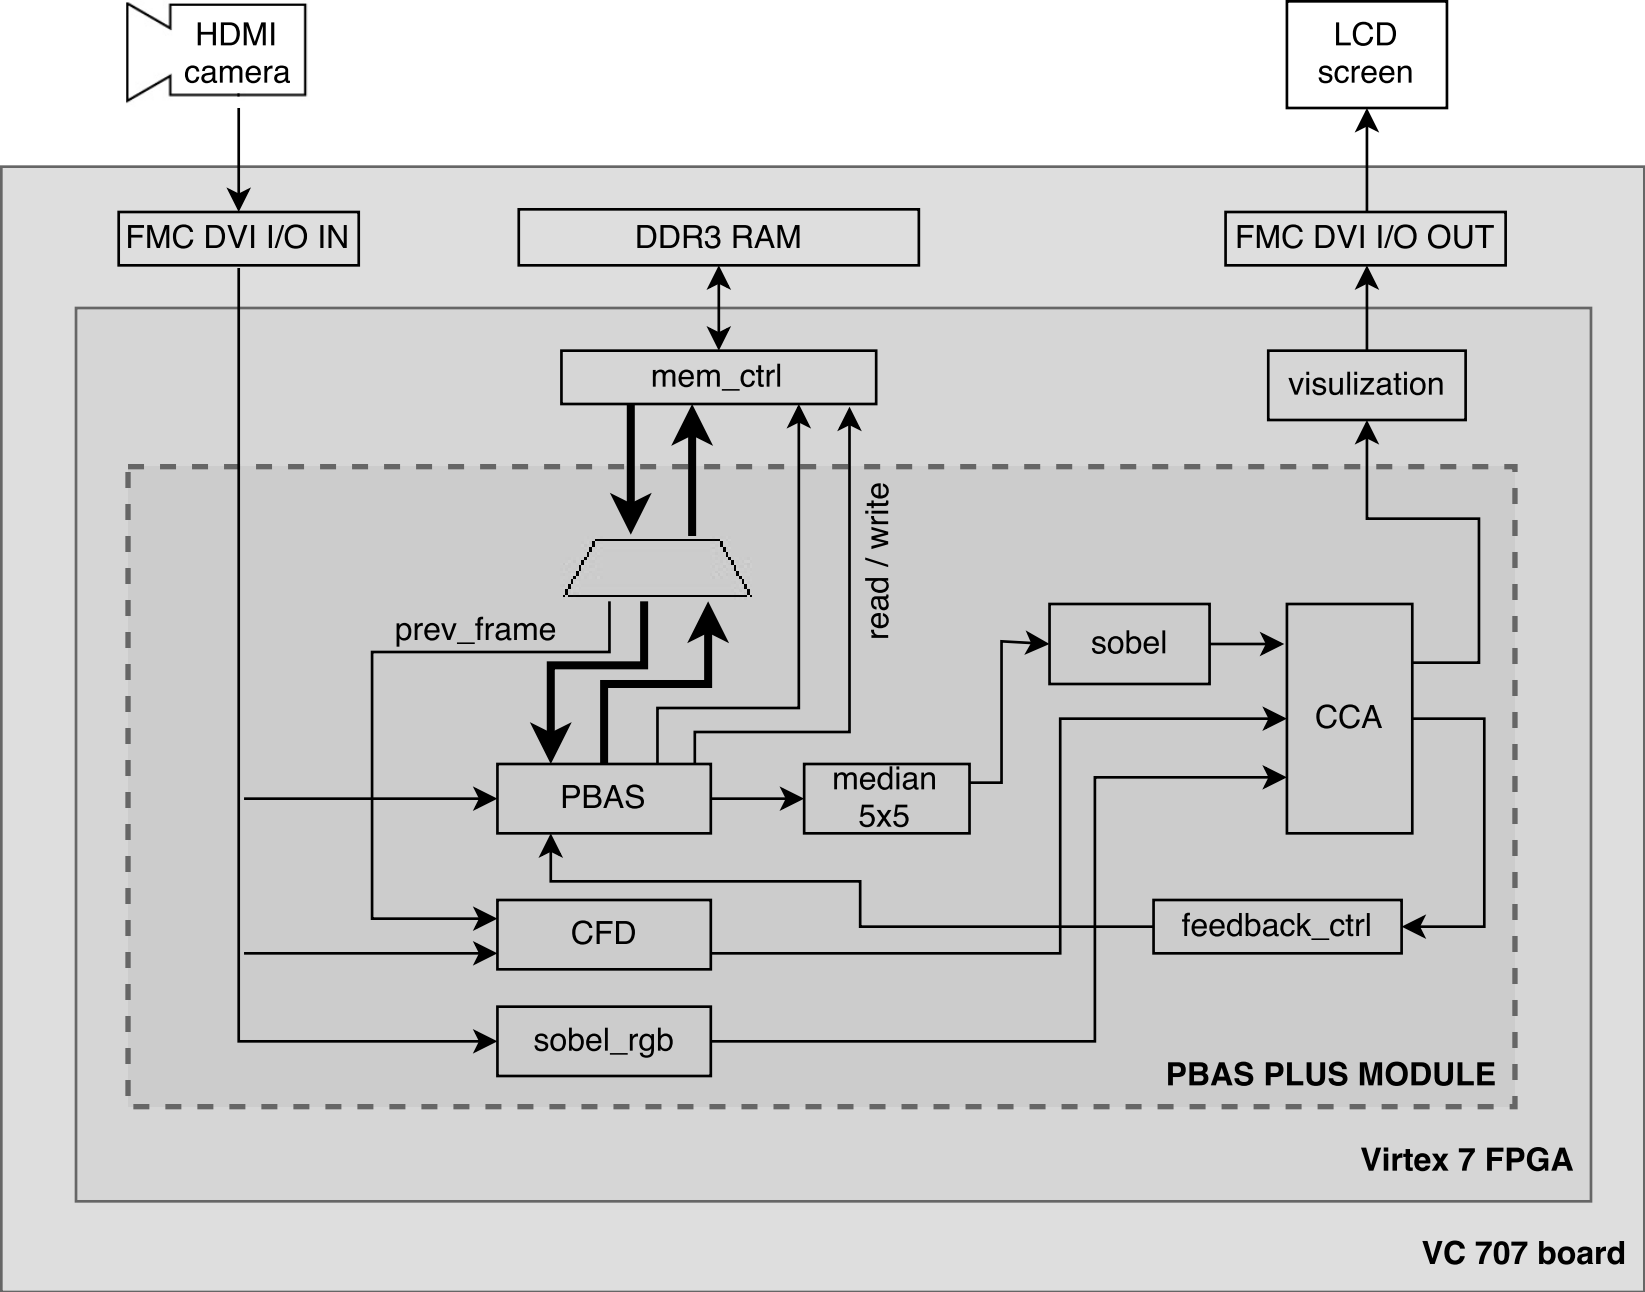 HDMI
camera
LCD
screen
FMC DVI I/O IN
DDR3 RAM
FMC DVI I/O OUT
mem_ctrl
visulization
read / write
prev_frame
sobel
CCA
PBAS
median
5x5
CFD
feedback_ctrl
sobel_rgb
PBAS PLUS MODULE
Virtex 7 FPGA
VC 707 board